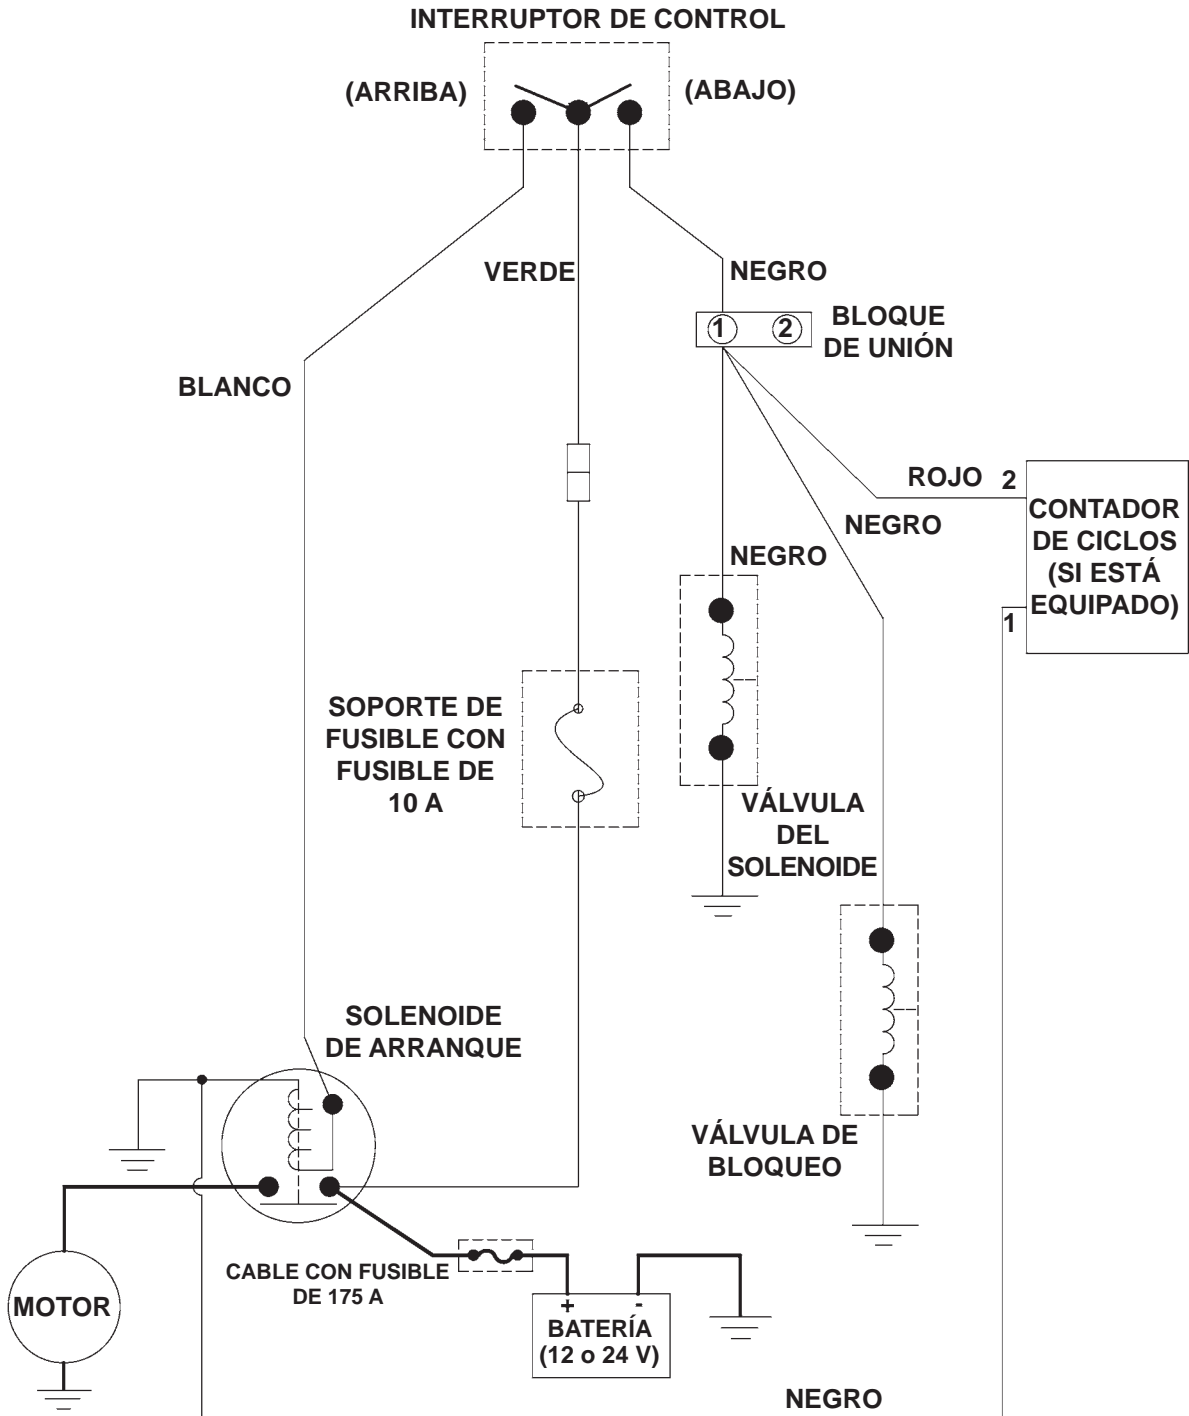 INTERRUPTOR DE CONTROL
(ARRIBA)
(ABAJO)
VERDE
NEGRO
1
2
BLOQUE
DE UNIÓN
BLANCO
ROJO
2
NEGRO
CONTADOR
DE CICLOS
(SI ESTÁ
EQUIPADO)
1
NEGRO
SOPORTE DE
FUSIBLE CON
FUSIBLE DE
10 A
VÁLVULA
DEL
SOLENOIDE
SOLENOIDE
DE ARRANQUE
VÁLVULA DE
BLOQUEO
CABLE CON FUSIBLE
DE 175 A
MOTOR
+
-
BATERÍA
(12 o 24 V)
NEGRO